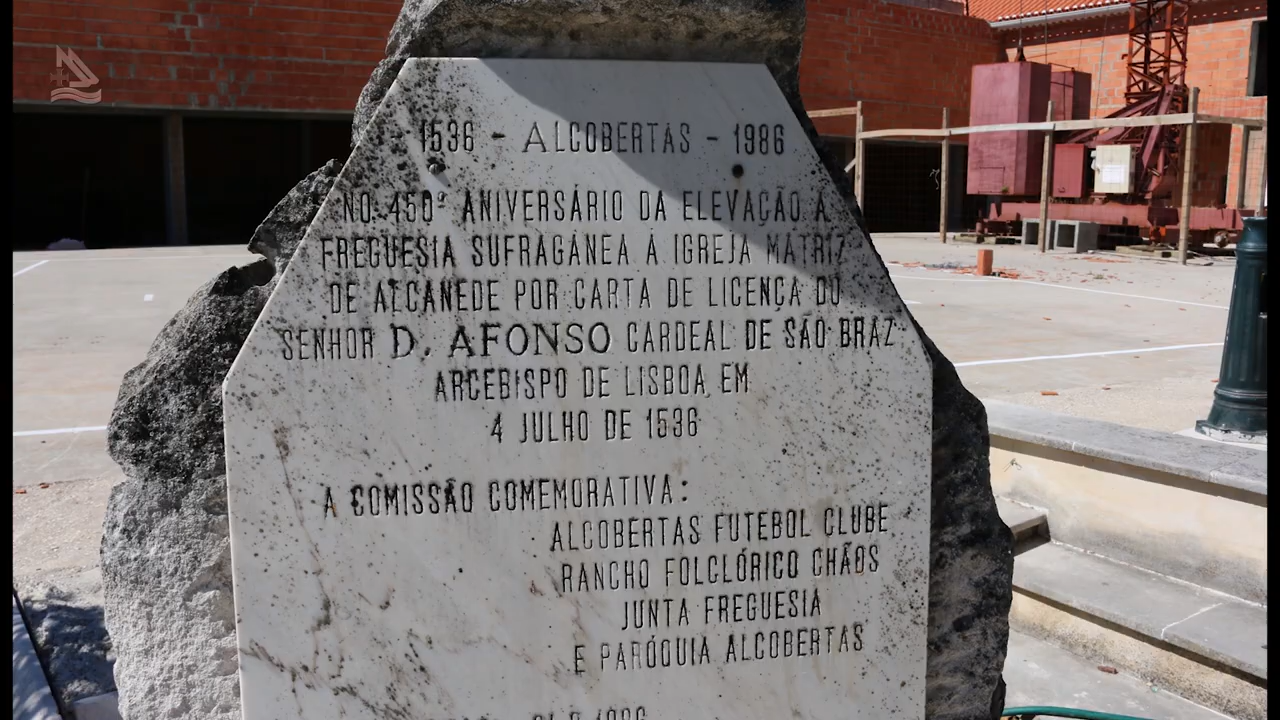 1536 - ALCOBERTAS - 1986
NO 450º ANIVERSÁRIO DA ELEVAÇÃO A
FREGUESIA SUFRAGÂNEA A IGREJA MATRIZ
DE ALCANEDE POR CARTA DE LICENÇA DO
SENHOR D. AFONSO CARDEAL DE SÃO BRAZ
ARCEBISPO DE LISBOA, EM
4 JULHO DE 1536
A COMISSÃO COMEMORATIVA:
ALCOBERTAS FUTEBOL CLUBE
RANCHO FOLCLÓRICO CHÃOS
JUNTA FREGUESIA
E PARÓQUIA ALCOBERTAS